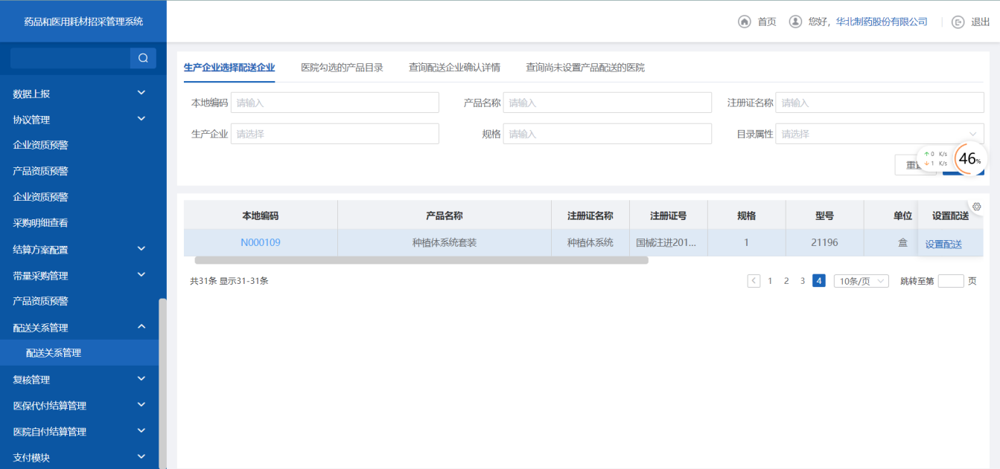 药品和医用耗材招采管理系统
首页 您好，华北制药股份有限公司 退出
生产企业选择配送企业 医院勾选的产品目录 查询配送企业确认详情 查询尚未设置产品配送的医院
数据上报
协议管理
企业资质预警
产品资质预警
企业资质预警
采购明细查看
结算方案配置
带量采购管理
产品资质预警
配送关系管理
配送关系管理
复核管理
医保代付结算管理
医院自付结算管理
支付模块
本地编码 请输入 产品名称 请输入 注册证名称 请输入
生产企业 请选择 规格 请输入 目录属性 请选择
0 K/s
1 K/s
46%
本地编码 产品名称 注册证名称 注册证号 规格 型号 单位 设置配送
N000109 种植体系统套装 种植体系统 国械注进201... 1 21196 盒 设置配送
共31条 显示31-31条 1 2 3 4 10条/页 跳转至第 页